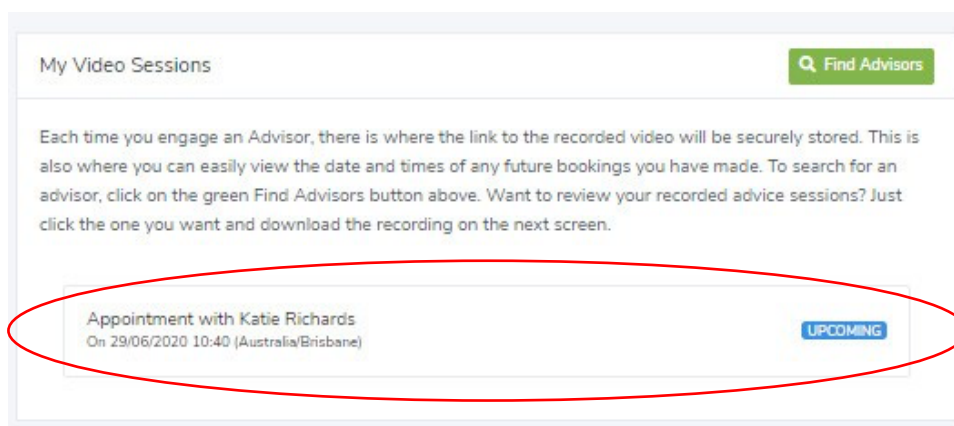 My Video Sessions
Find Advisors
Each time you engage an Advisor, there is where the link to the recorded video will be securely stored. This is
also where you can easily view the date and times of any future bookings you have made. To search for an
advisor, click on the green Find Advisors button above. Want to review your recorded advice sessions? Just
click the one you want and download the recording on the next screen.
Appointment with Katie Richards
On 29/06/2020 10:40 (Australia/Brisbane)
UPCOMING